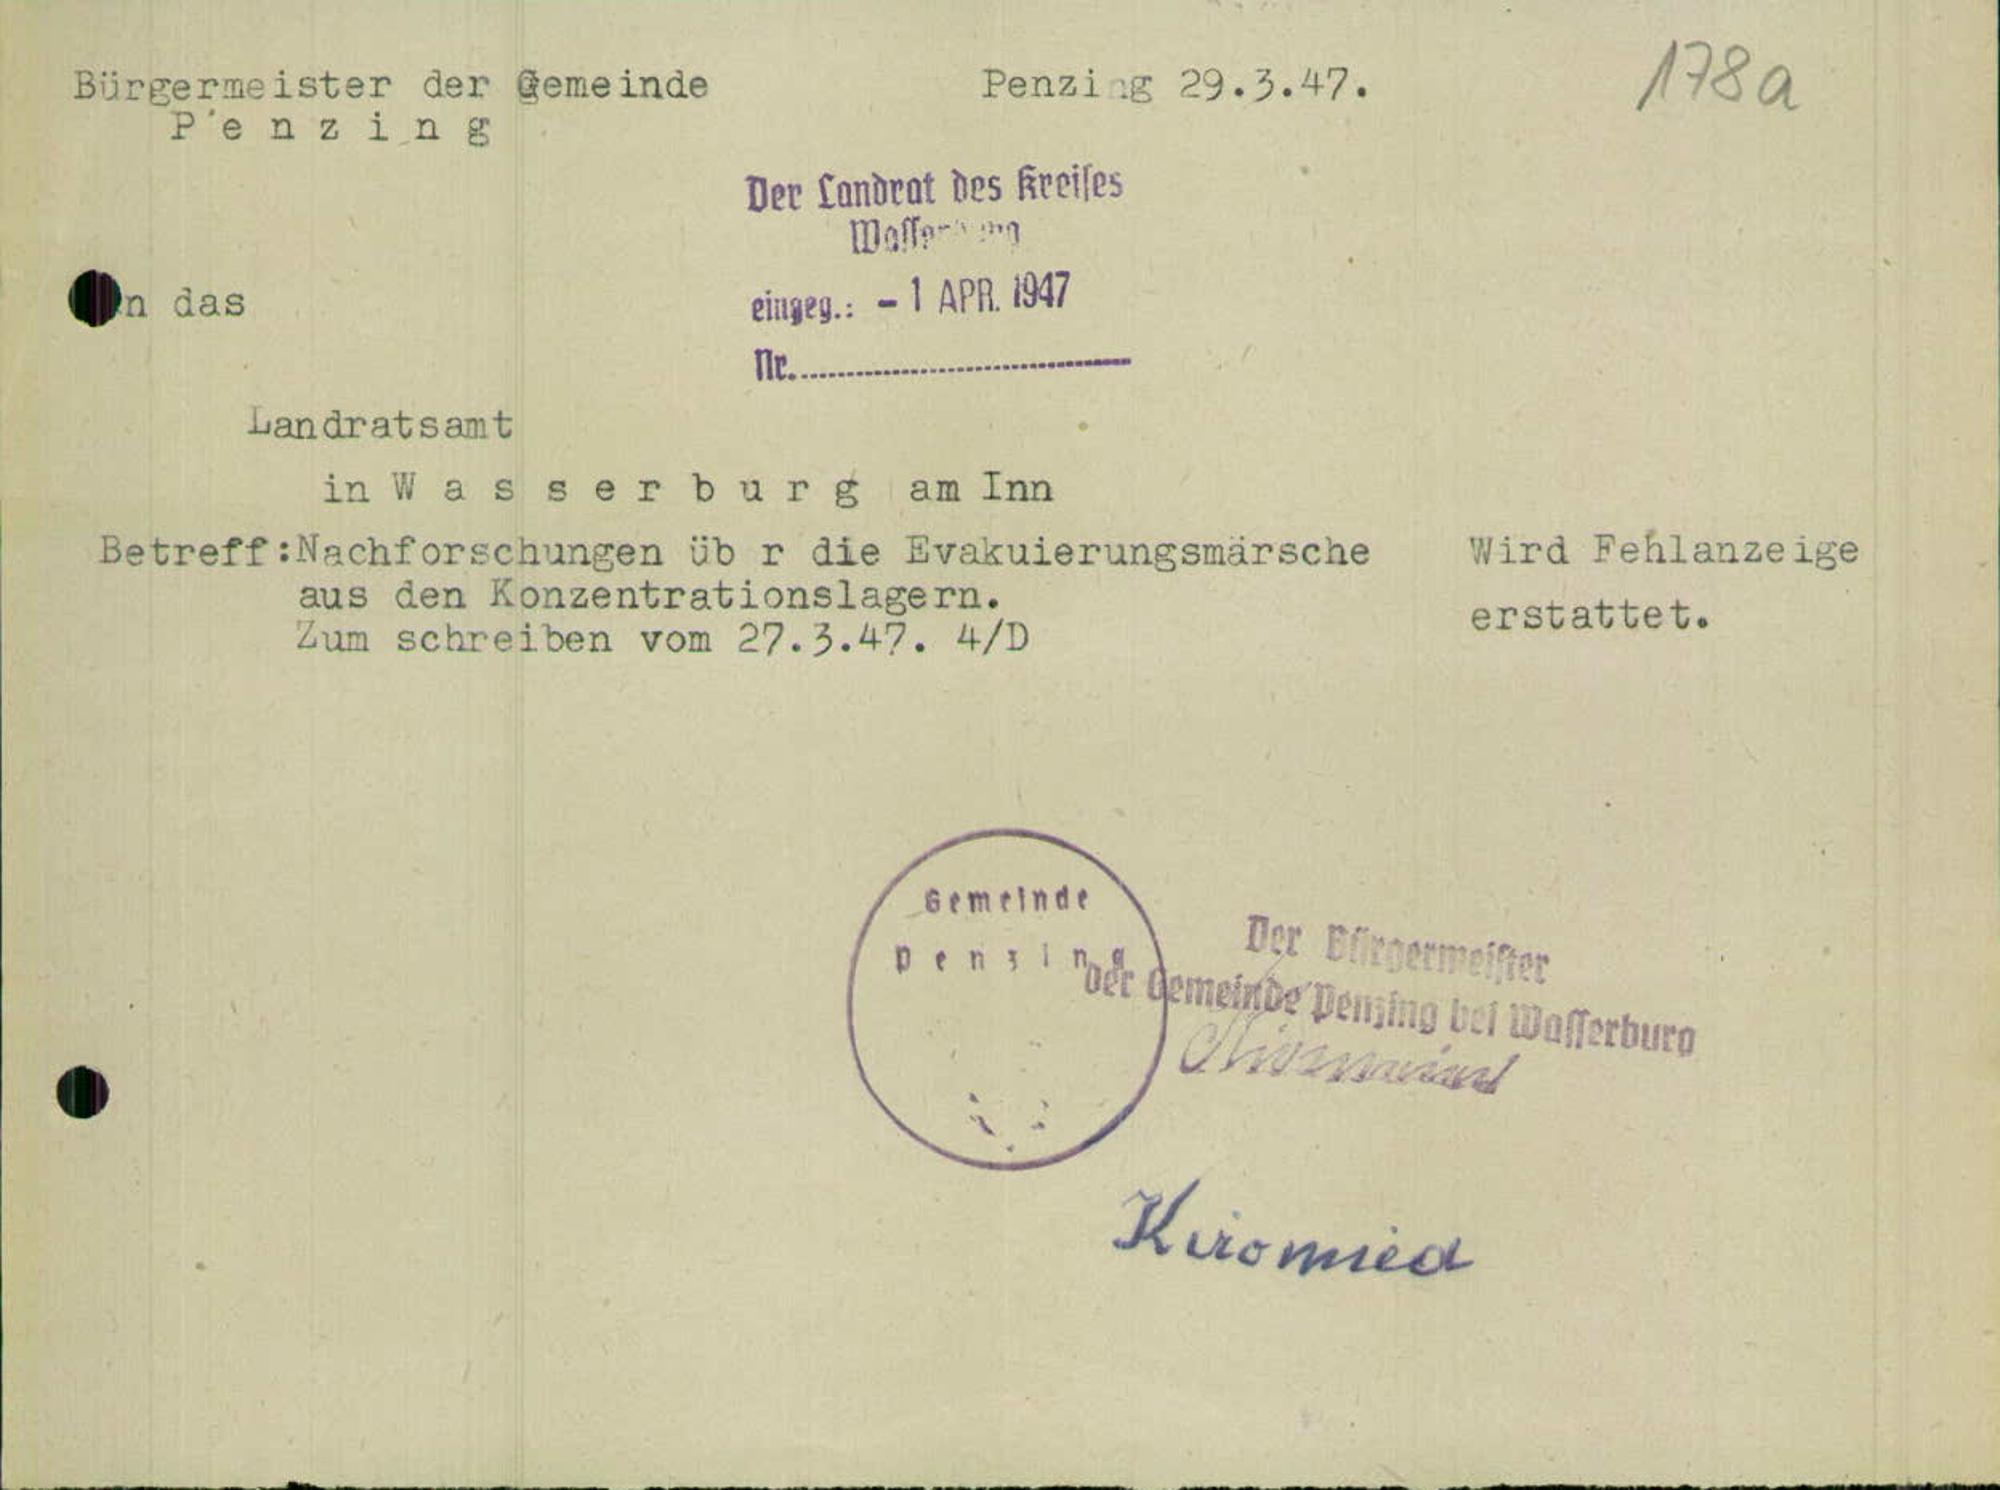 Bürgermeister der Gemeinde Penzing 29.3.47. 178a
P e n z i n g
Der Landrat des Kreises
Wasserburg
eingeg.: - 1 APR. 1947
Nr.
An das
Landratsamt
in W a s s e r b u r g am Inn
Betreff:Nachforschungen üb r die Evakuierungsmärsche
aus den Konzentrationslagern.
Zum schreiben vom 27.3.47. 4/D
Wird Fehlanzeige
erstattet.
Gemeinde
Penzing
Der Bürgermeister
der Gemeinde Penzing bei Wasserburg